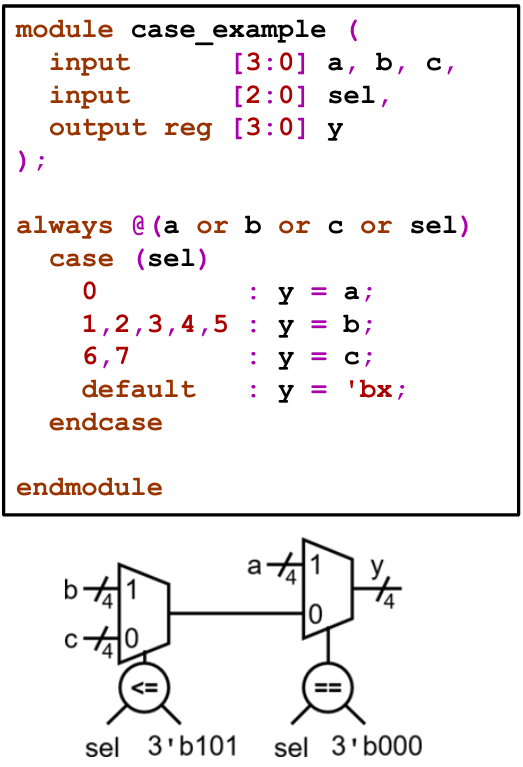 module case_example (
  input      [3:0] a, b, c,
  input      [2:0] sel,
  output reg [3:0] y
);

always @(a or b or c or sel)
  case (sel)
    0         : y = a;
    1,2,3,4,5 : y = b;
    6,7       : y = c;
    default   : y = 'bx;
  endcase

endmodule
a 4 1 y 4
b 4 1
0
c 4 0
<= ==
sel 3'b101 sel 3'b000